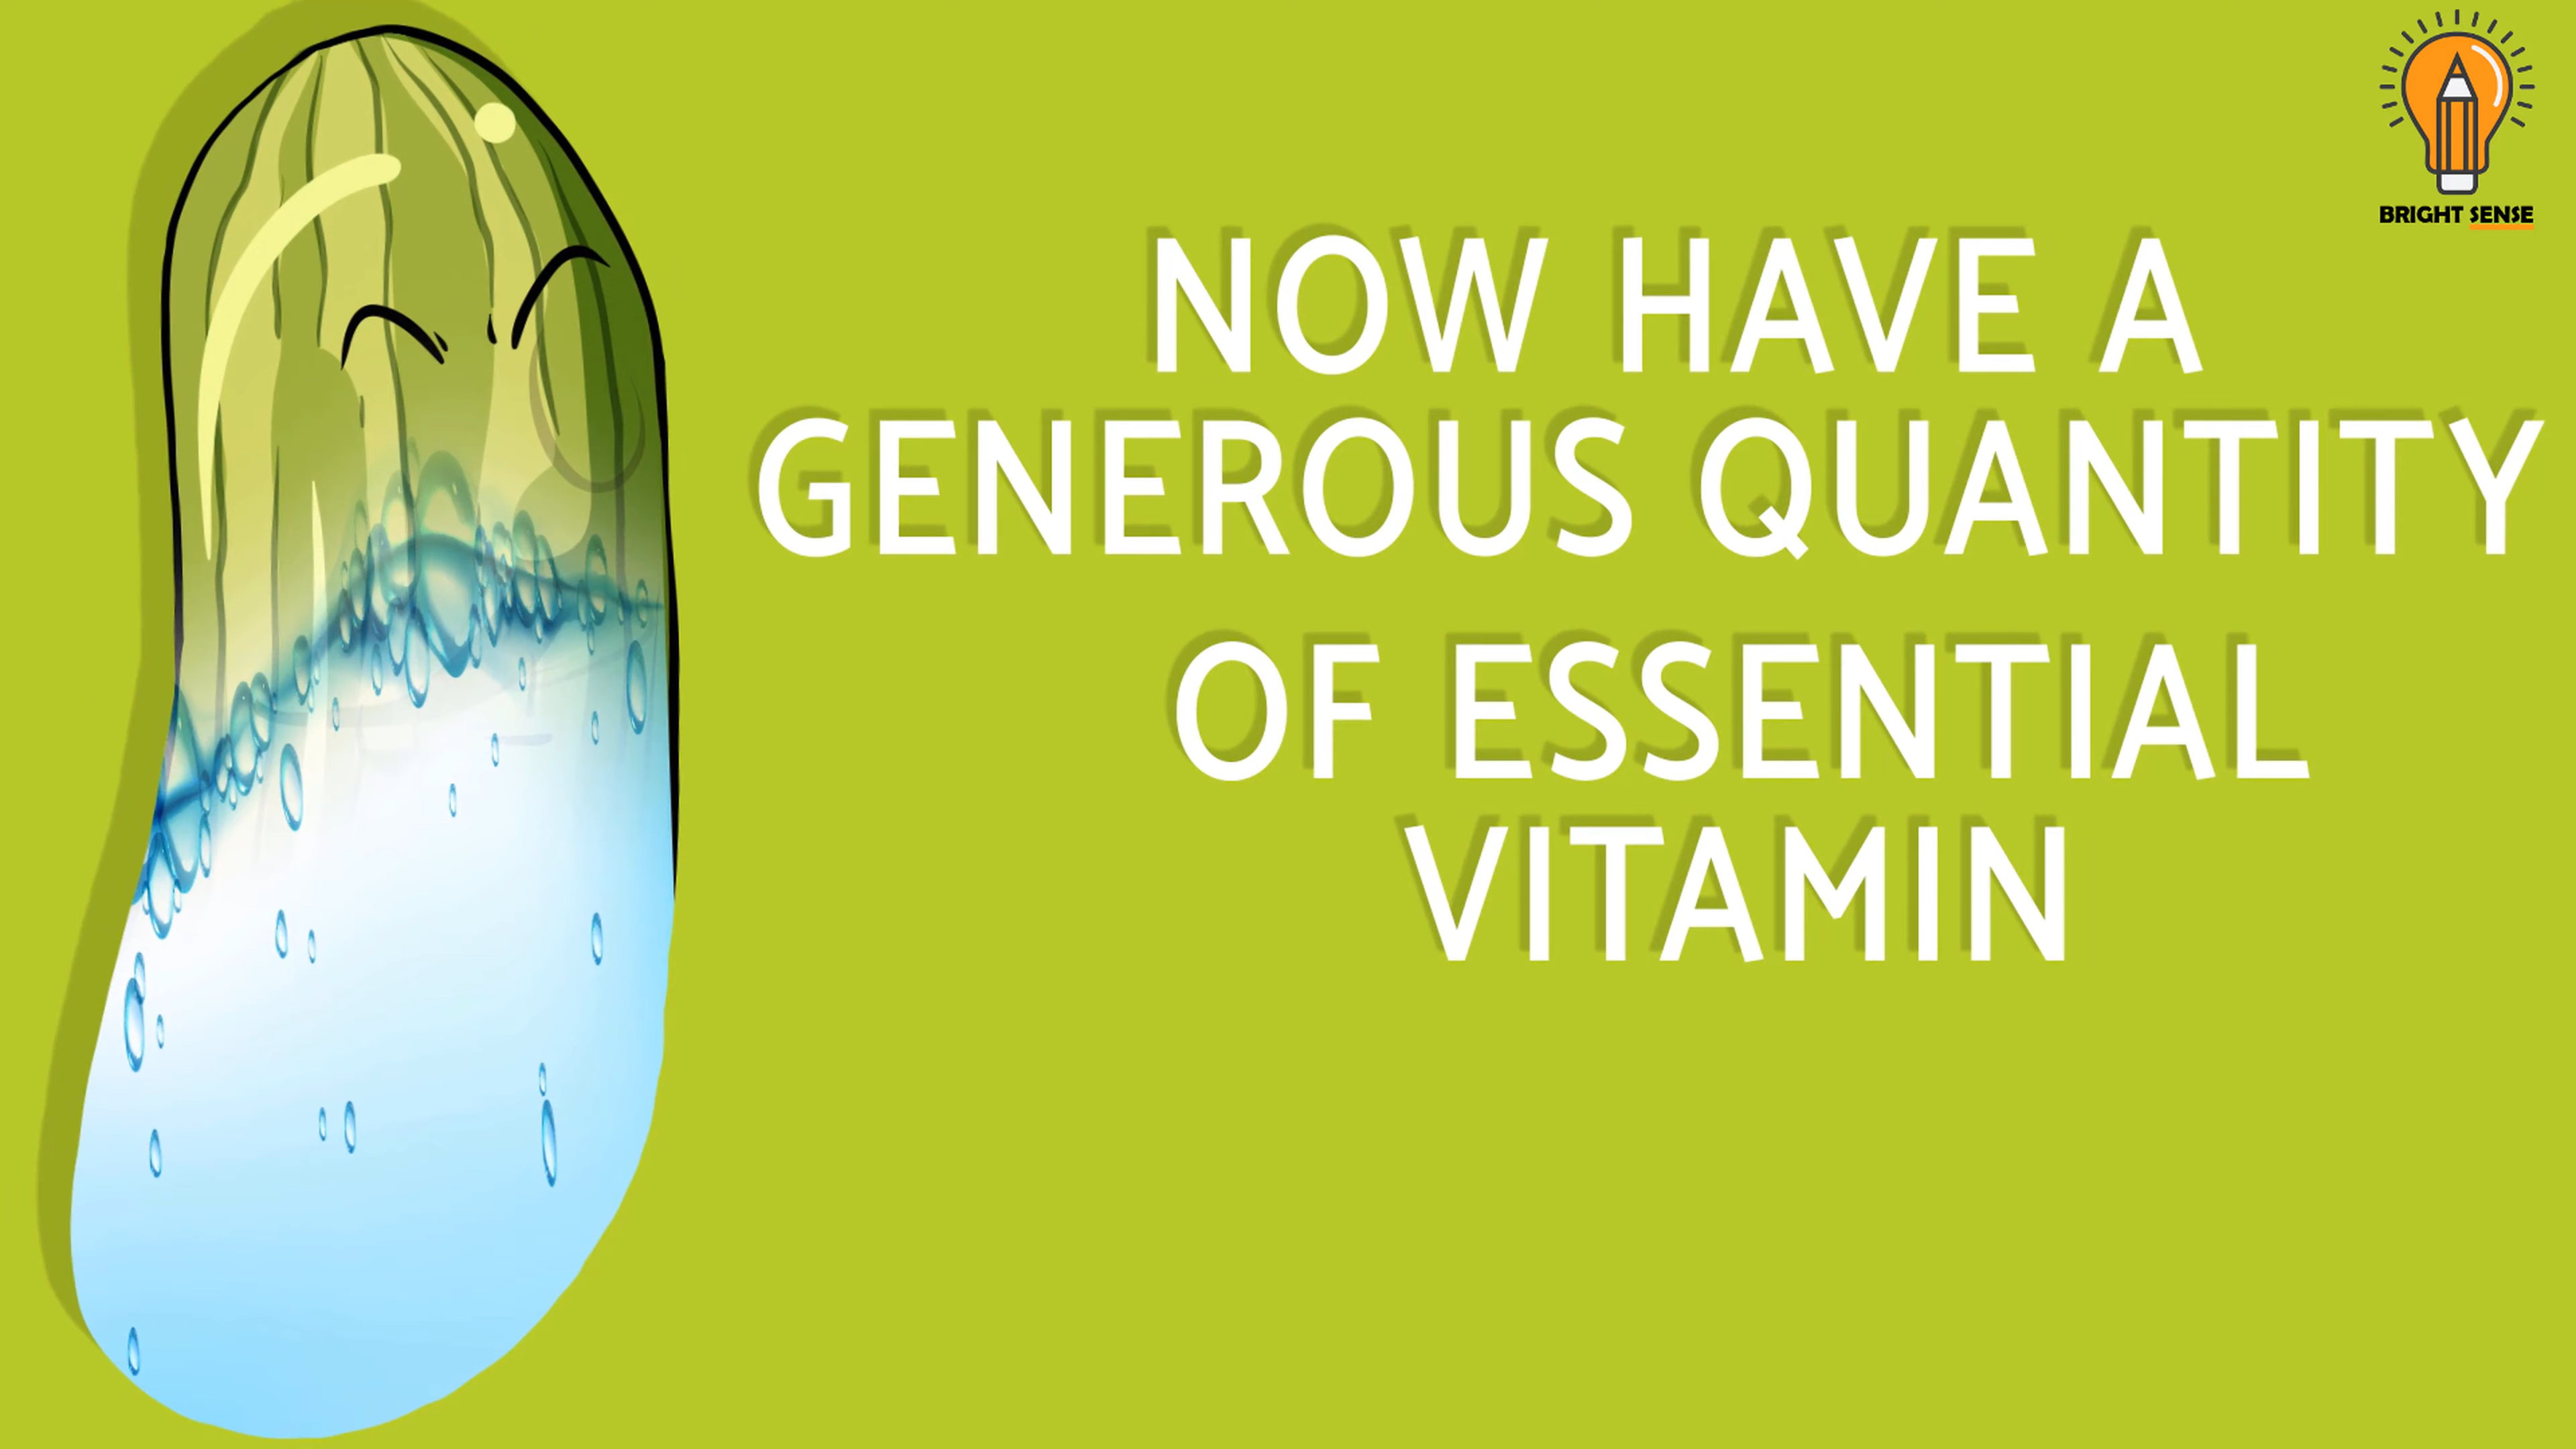 BRIGHT SENSE
NOW HAVE A
GENEROUS QUANTITY
OF ESSENTIAL
VITAMIN